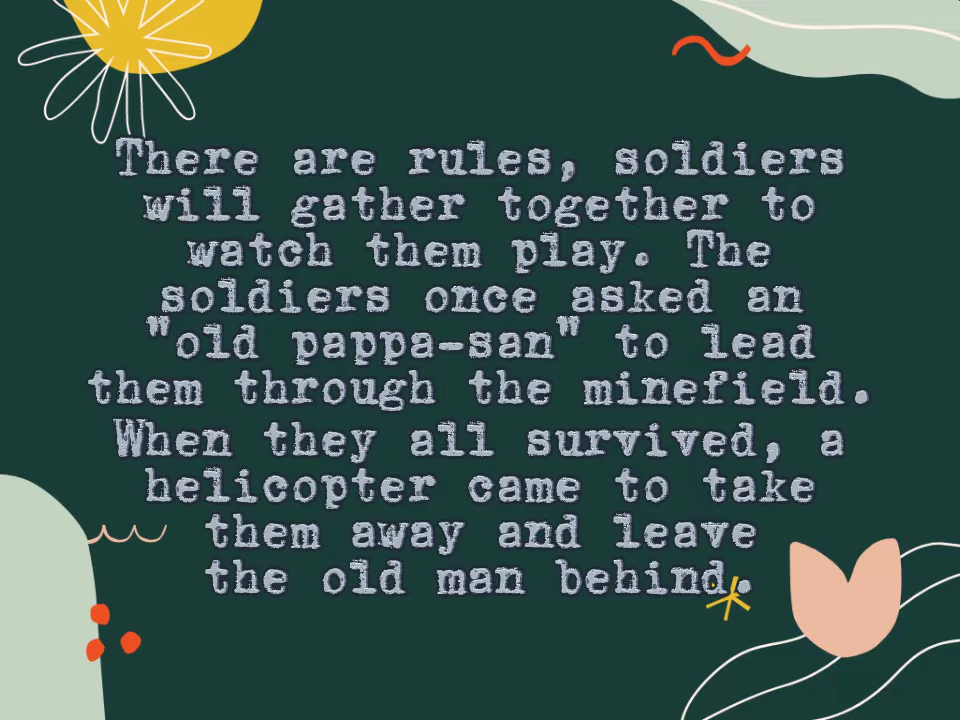 There are rules, soldiers
will gather together to
watch them play. The
soldiers once asked an
"old pappa-san" to lead
them through the minefield.
When they all survived, a
helicopter came to take
them away and leave
the old man behind.